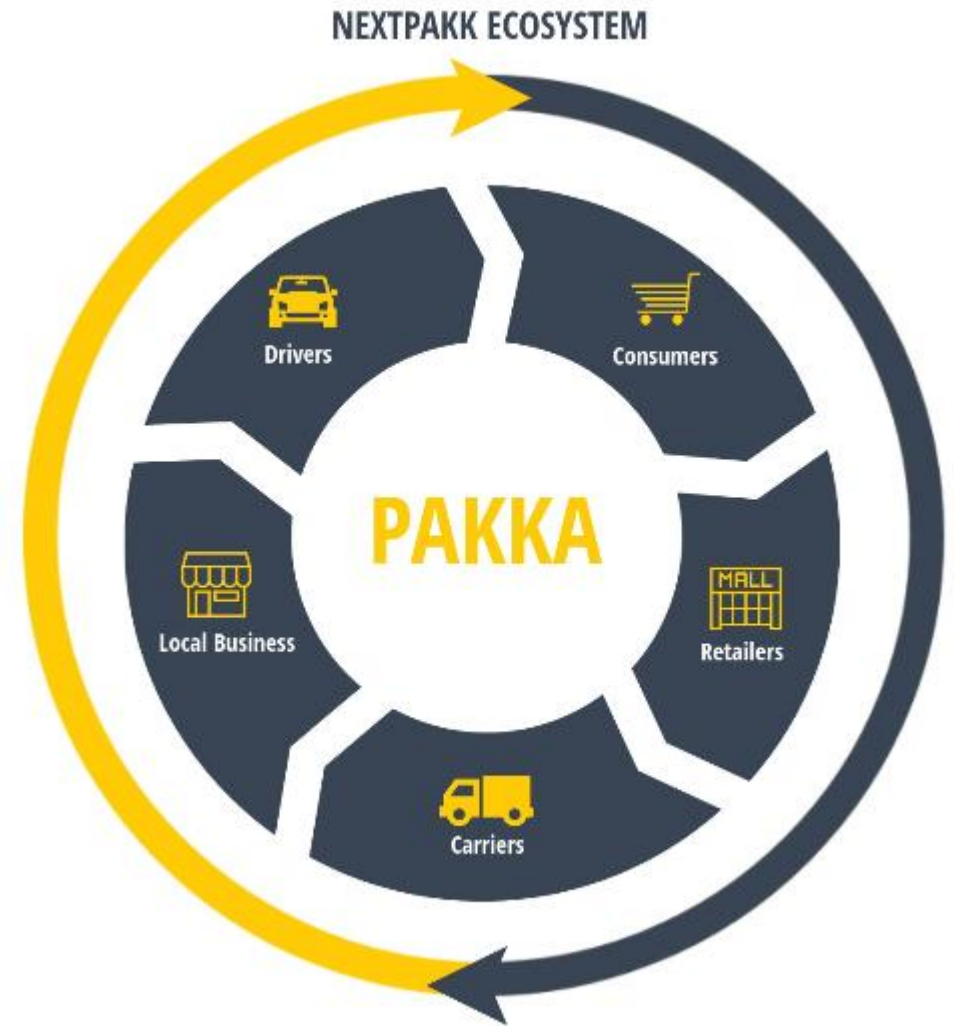 NEXTPAKK ECOSYSTEM
Drivers
Consumers
PAKKA
MALL
Local Business
Retailers
Carriers